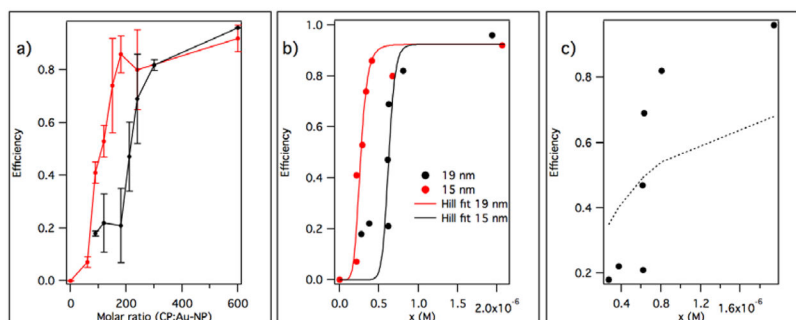 a)
1.0
0.8
0.6
0.4
0.2
0.0
Efficiency
0
200
400
600
Molar ratio (CP:Au-NP)
b)
1.0
0.8
0.6
0.4
0.2
0.0
Efficiency
19 nm
15 nm
Hill fit 19 nm
Hill fit 15 nm
0.0
0.5
1.0
1.5
2.0x10⁻⁶
x (M)
c)
0.8
0.6
0.4
0.2
Efficiency
0.4
0.8
1.6x10⁻⁶
x (M)